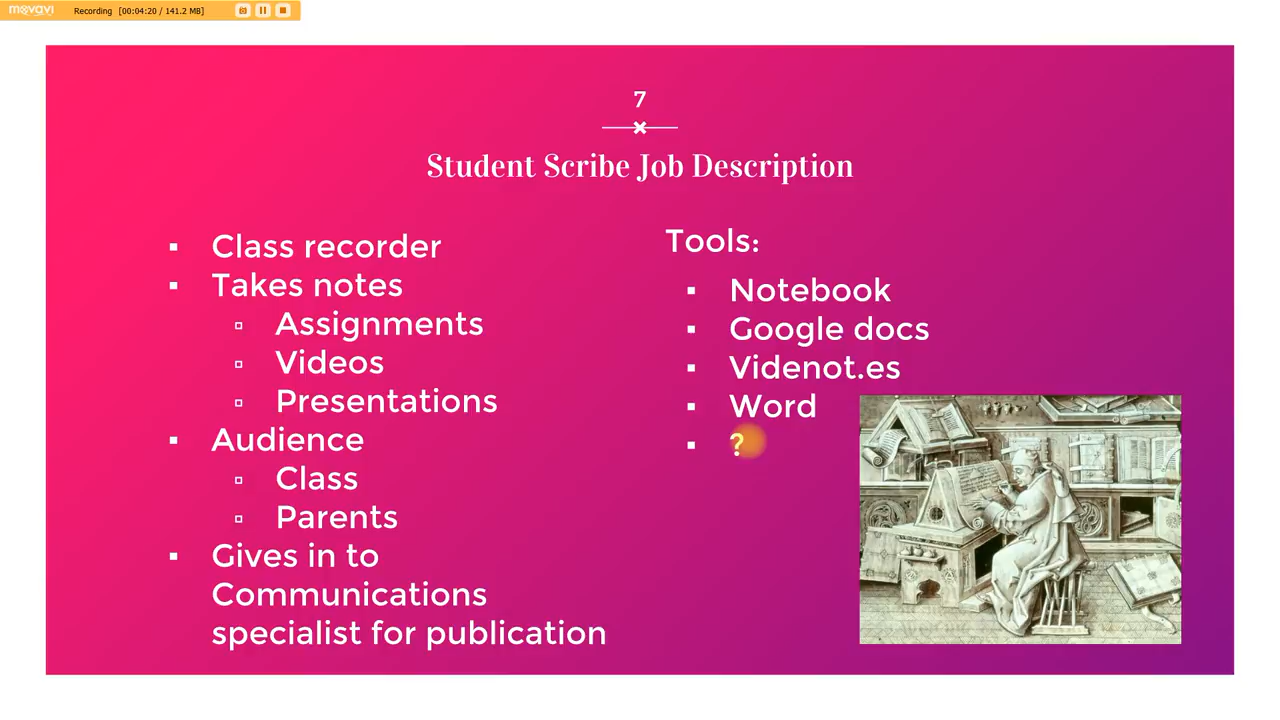 movavi Recording [00:04:20 / 141.2 MB]
7
Student Scribe Job Description
▪ Class recorder
▪ Takes notes
▫ Assignments
▫ Videos
▫ Presentations
▪ Audience
▫ Class
▫ Parents
▪ Gives in to
Communications
specialist for publication
Tools:
▪ Notebook
▪ Google docs
▪ Videnot.es
▪ Word
▪ ?